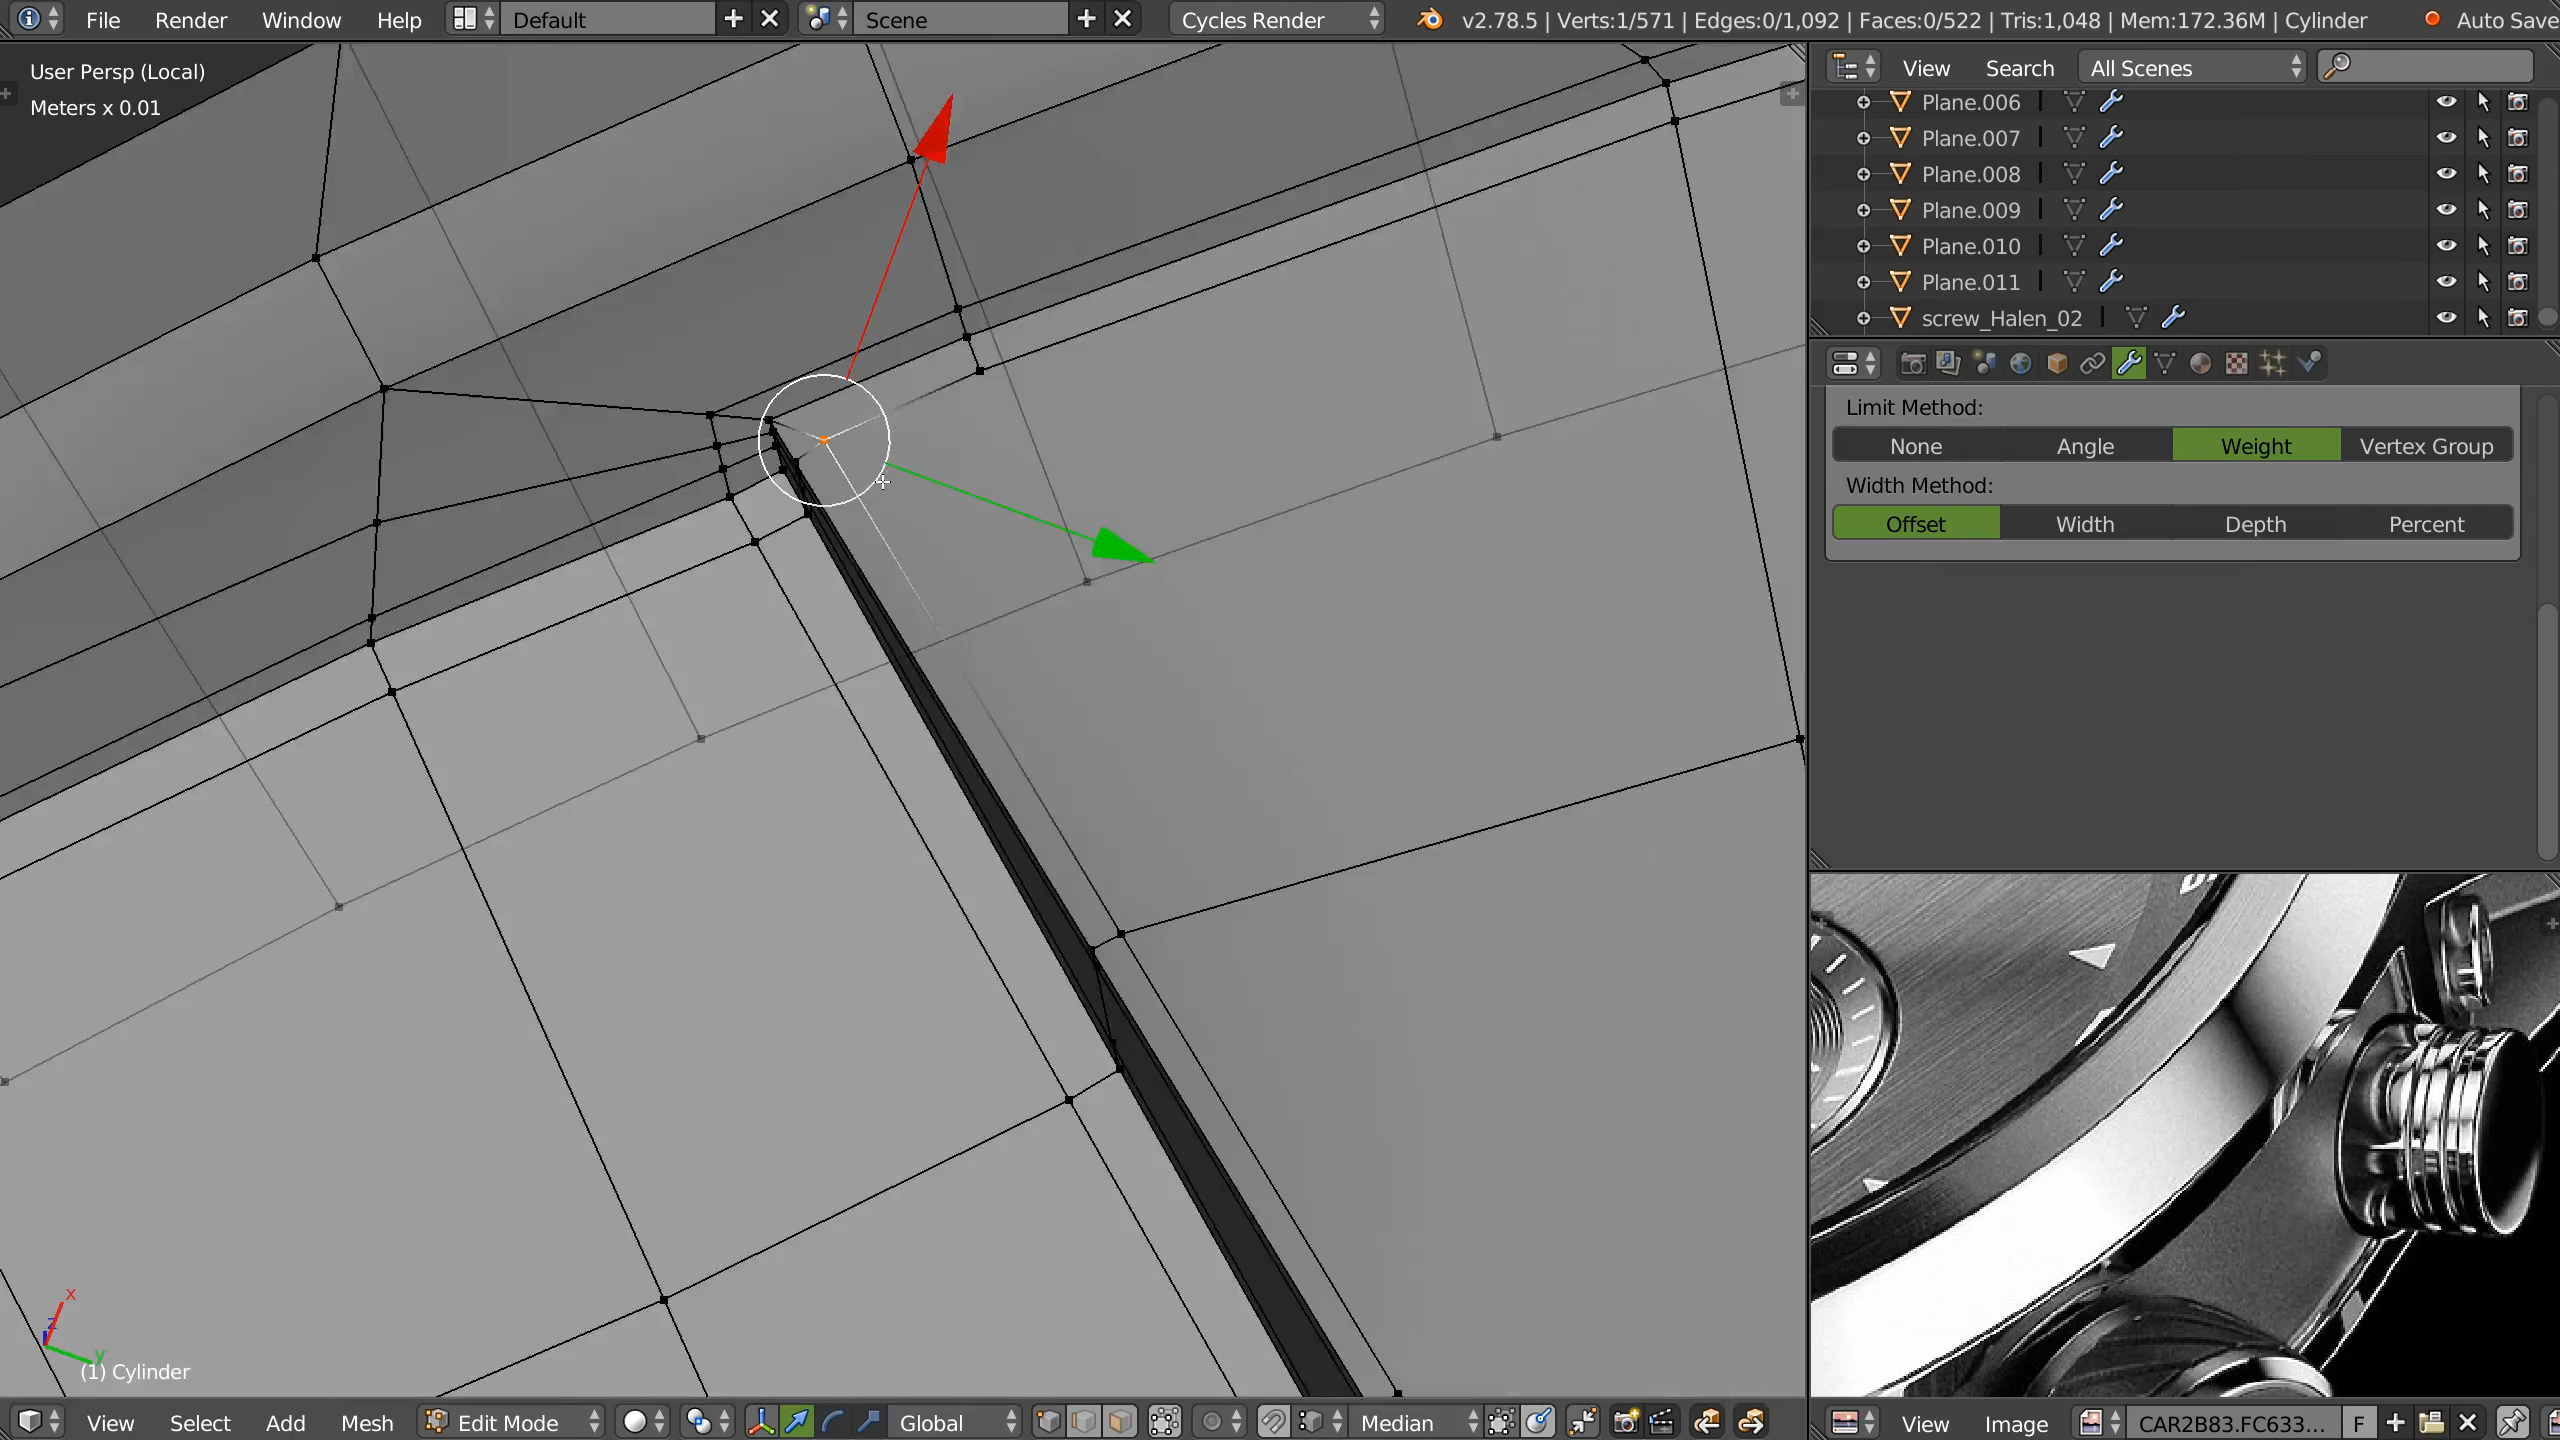 File Render Window Help Default Scene Cycles Render v2.78.5 | Verts:1/571 | Edges:0/1,092 | Faces:0/522 | Tris:1,048 | Mem:172.36M | Cylinder Auto Save
User Persp (Local)
Meters x 0.01
View Search All Scenes
Plane.006
Plane.007
Plane.008
Plane.009
Plane.010
Plane.011
screw_Halen_02
Limit Method:
None Angle Weight Vertex Group
Width Method:
Offset Width Depth Percent
x
z
y
(1) Cylinder
View Select Add Mesh Edit Mode Global Median
View Image CAR2B83.FC633... F